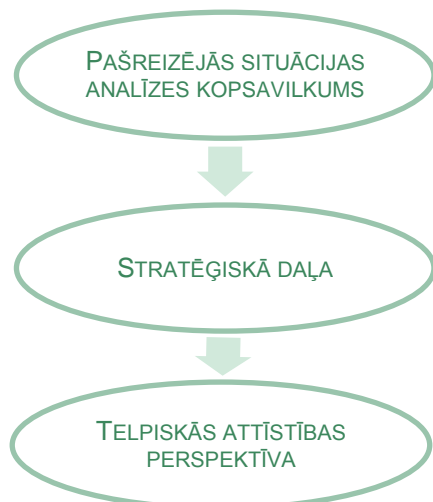 PAŠREIZĒJĀS SITUĀCIJAS
ANALĪZES KOPSAVILKUMS
STRATĒĢISKĀ DAĻA
TELPISKĀS ATTĪSTĪBAS
PERSPEKTĪVA